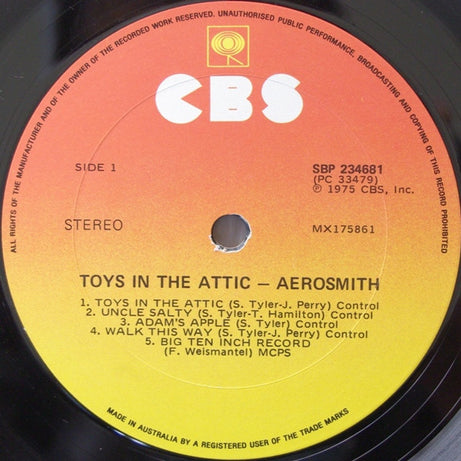 ALL RIGHTS OF THE MANUFACTURER AND OF THE OWNER OF THE RECORDED WORK RESERVED. UNAUTHORISED PUBLIC PERFORMANCE, BROADCASTING AND COPYING OF THIS RECORD PROHIBITED
CBS
SIDE 1
SBP 234681
(PC 33479)
℗ 1975 CBS, Inc.
STEREO
MX175861
TOYS IN THE ATTIC – AEROSMITH
1. TOYS IN THE ATTIC (S. Tyler-J. Perry) Control
2. UNCLE SALTY (S. Tyler-T. Hamilton) Control
3. ADAM'S APPLE (S. Tyler) Control
4. WALK THIS WAY (S. Tyler-J. Perry) Control
5. BIG TEN INCH RECORD
(F. Weismantel) MCPS
MADE IN AUSTRALIA BY A REGISTERED USER OF THE TRADE MARKS